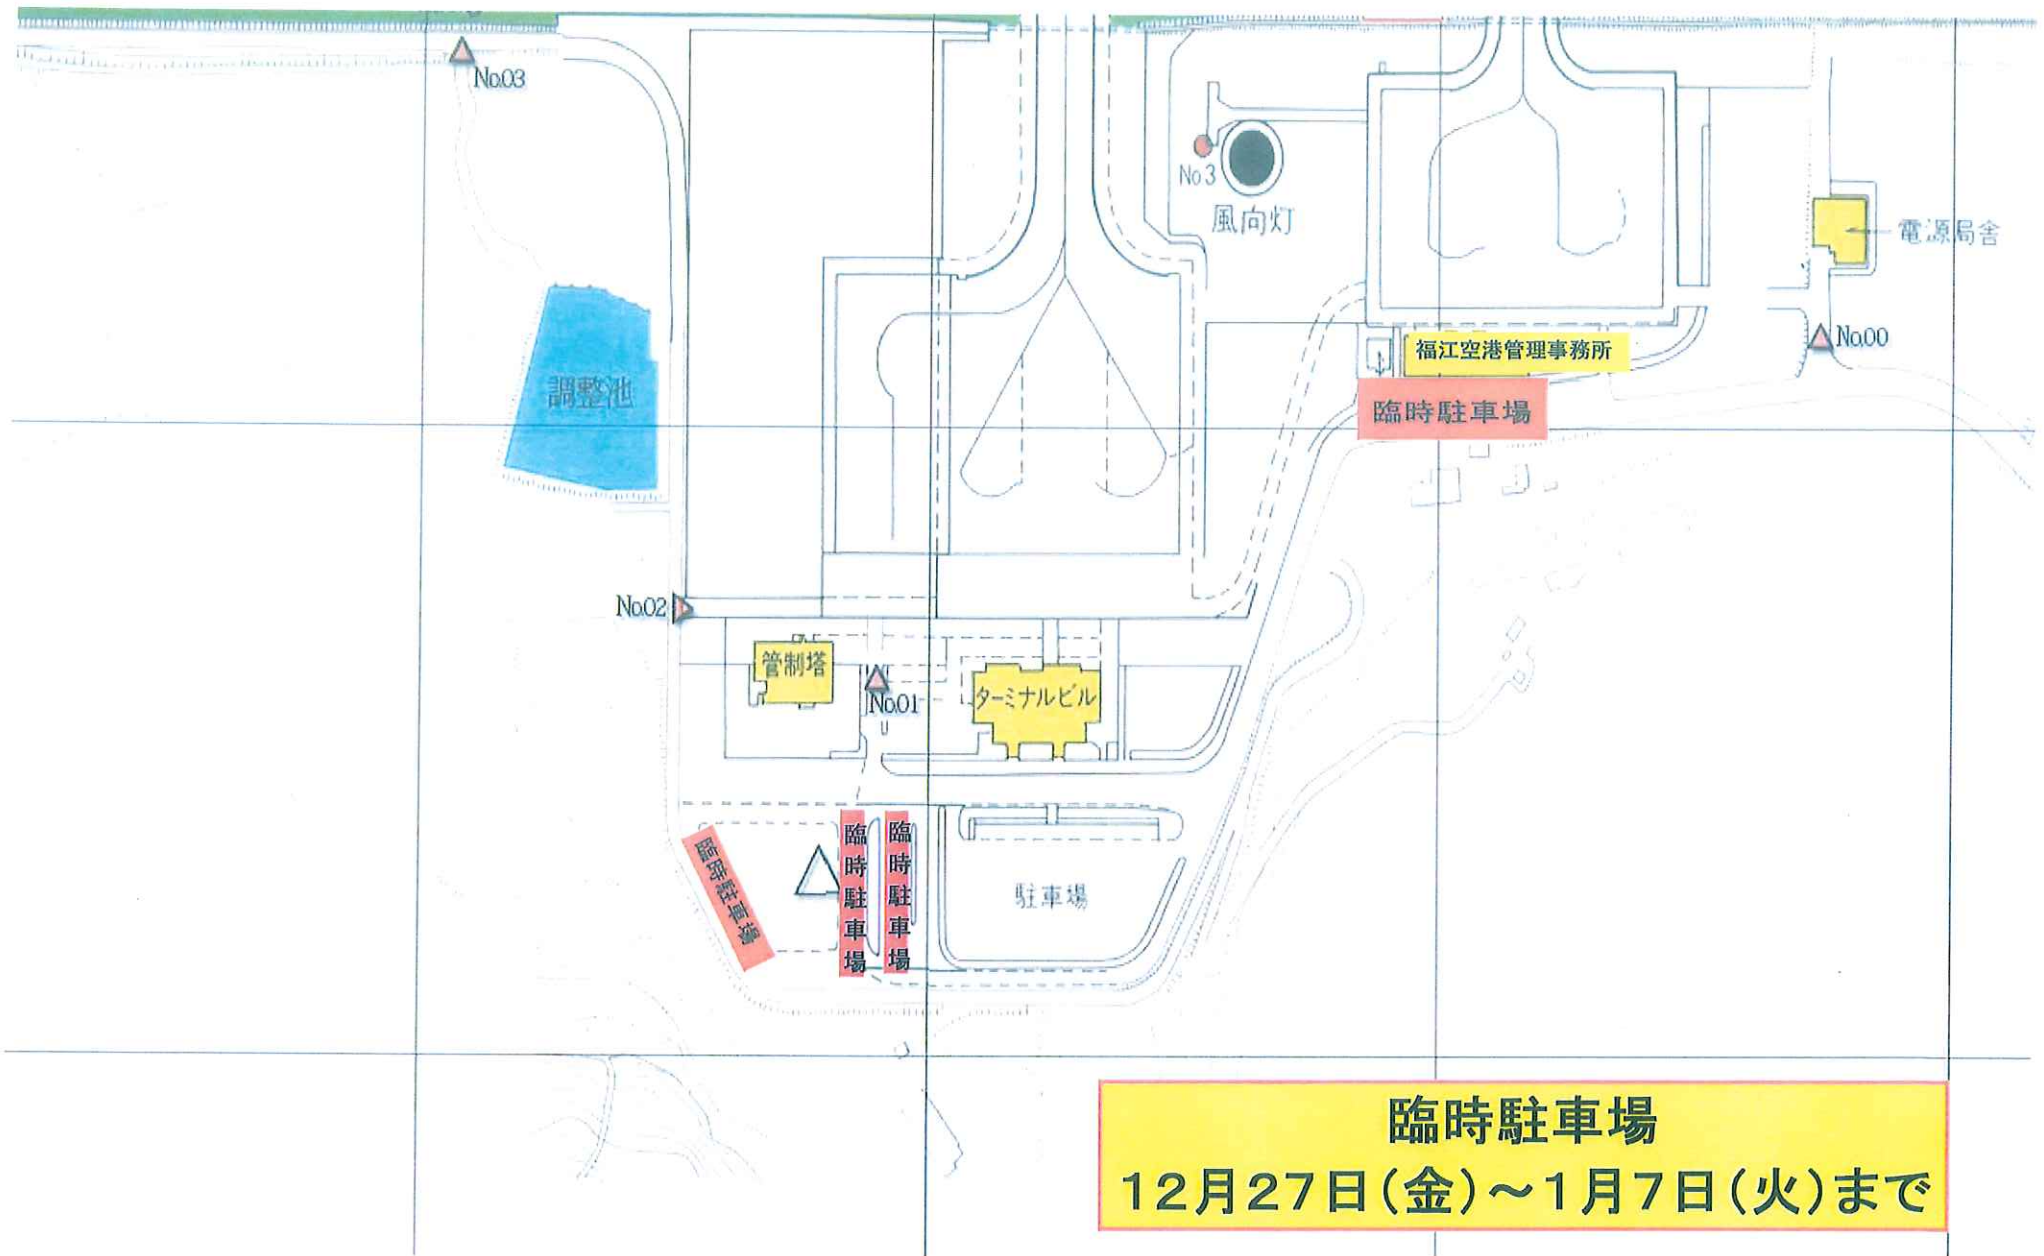 No.03
No3
風向灯
電源局舎
No.00
福江空港管理事務所
臨時駐車場
調整池
No.02
管制塔
No.01
ターミナルビル
臨時駐車場
臨時駐車場
臨時駐車場
駐車場
臨時駐車場
12月27日(金)～1月7日(火)まで